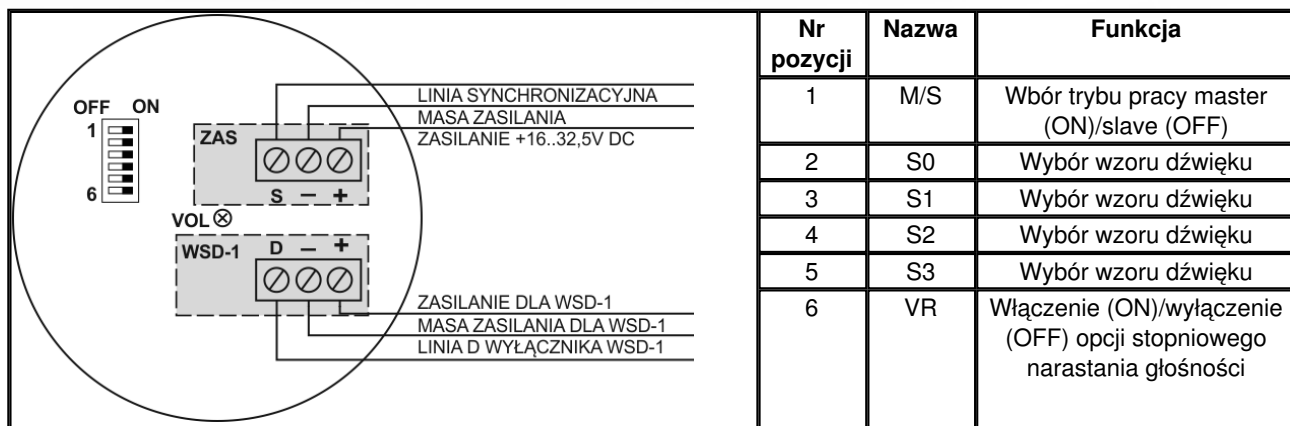 OFF ON
1
6
ZAS
S – +
VOL
WSD-1
D – +
LINIA SYNCHRONIZACYJNA
MASA ZASILANIA
ZASILANIE +16..32,5V DC
ZASILANIE DLA WSD-1
MASA ZASILANIA DLA WSD-1
LINIA D WYŁĄCZNIKA WSD-1
Nr pozycji Nazwa Funkcja
1 M/S Wbór trybu pracy master
(ON)/slave (OFF)
2 S0 Wybór wzoru dźwięku
3 S1 Wybór wzoru dźwięku
4 S2 Wybór wzoru dźwięku
5 S3 Wybór wzoru dźwięku
6 VR Włączenie (ON)/wyłączenie
(OFF) opcji stopniowego
narastania głośności